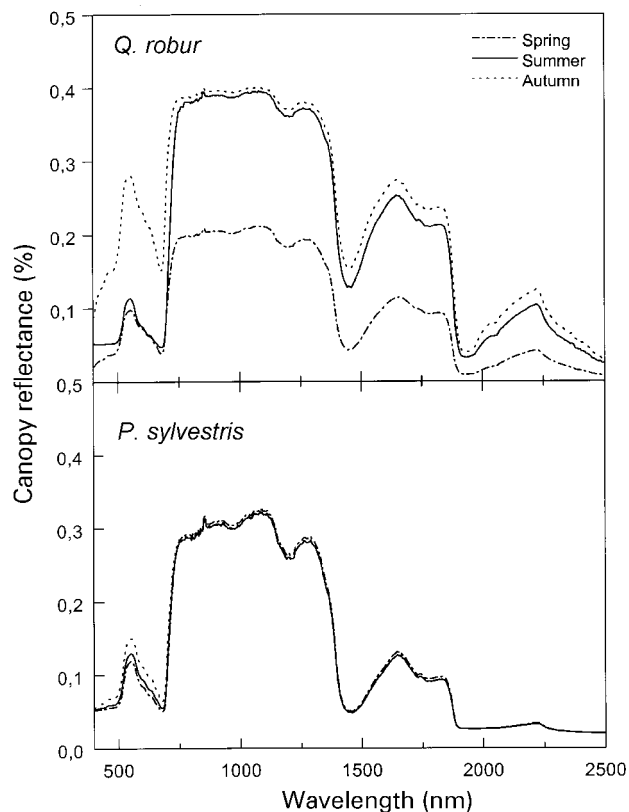 0,5
Q. robur
Spring
Summer
Autumn
0,4
0,3
0,2
0,1
Canopy reflectance (%)
0,5
P. sylvestris
0,4
0,3
0,2
0,1
0,0
500
1000
1500
2000
2500
Wavelength (nm)